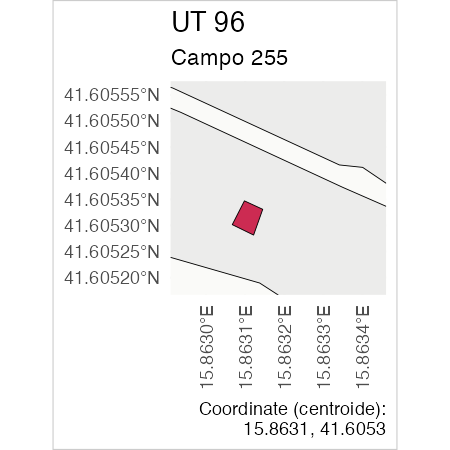 UT 96
Campo 255
41.60555°N
41.60550°N
41.60545°N
41.60540°N
41.60535°N
41.60530°N
41.60525°N
41.60520°N
15.8630°E
15.8631°E
15.8632°E
15.8633°E
15.8634°E
Coordinate (centroide):
15.8631, 41.6053